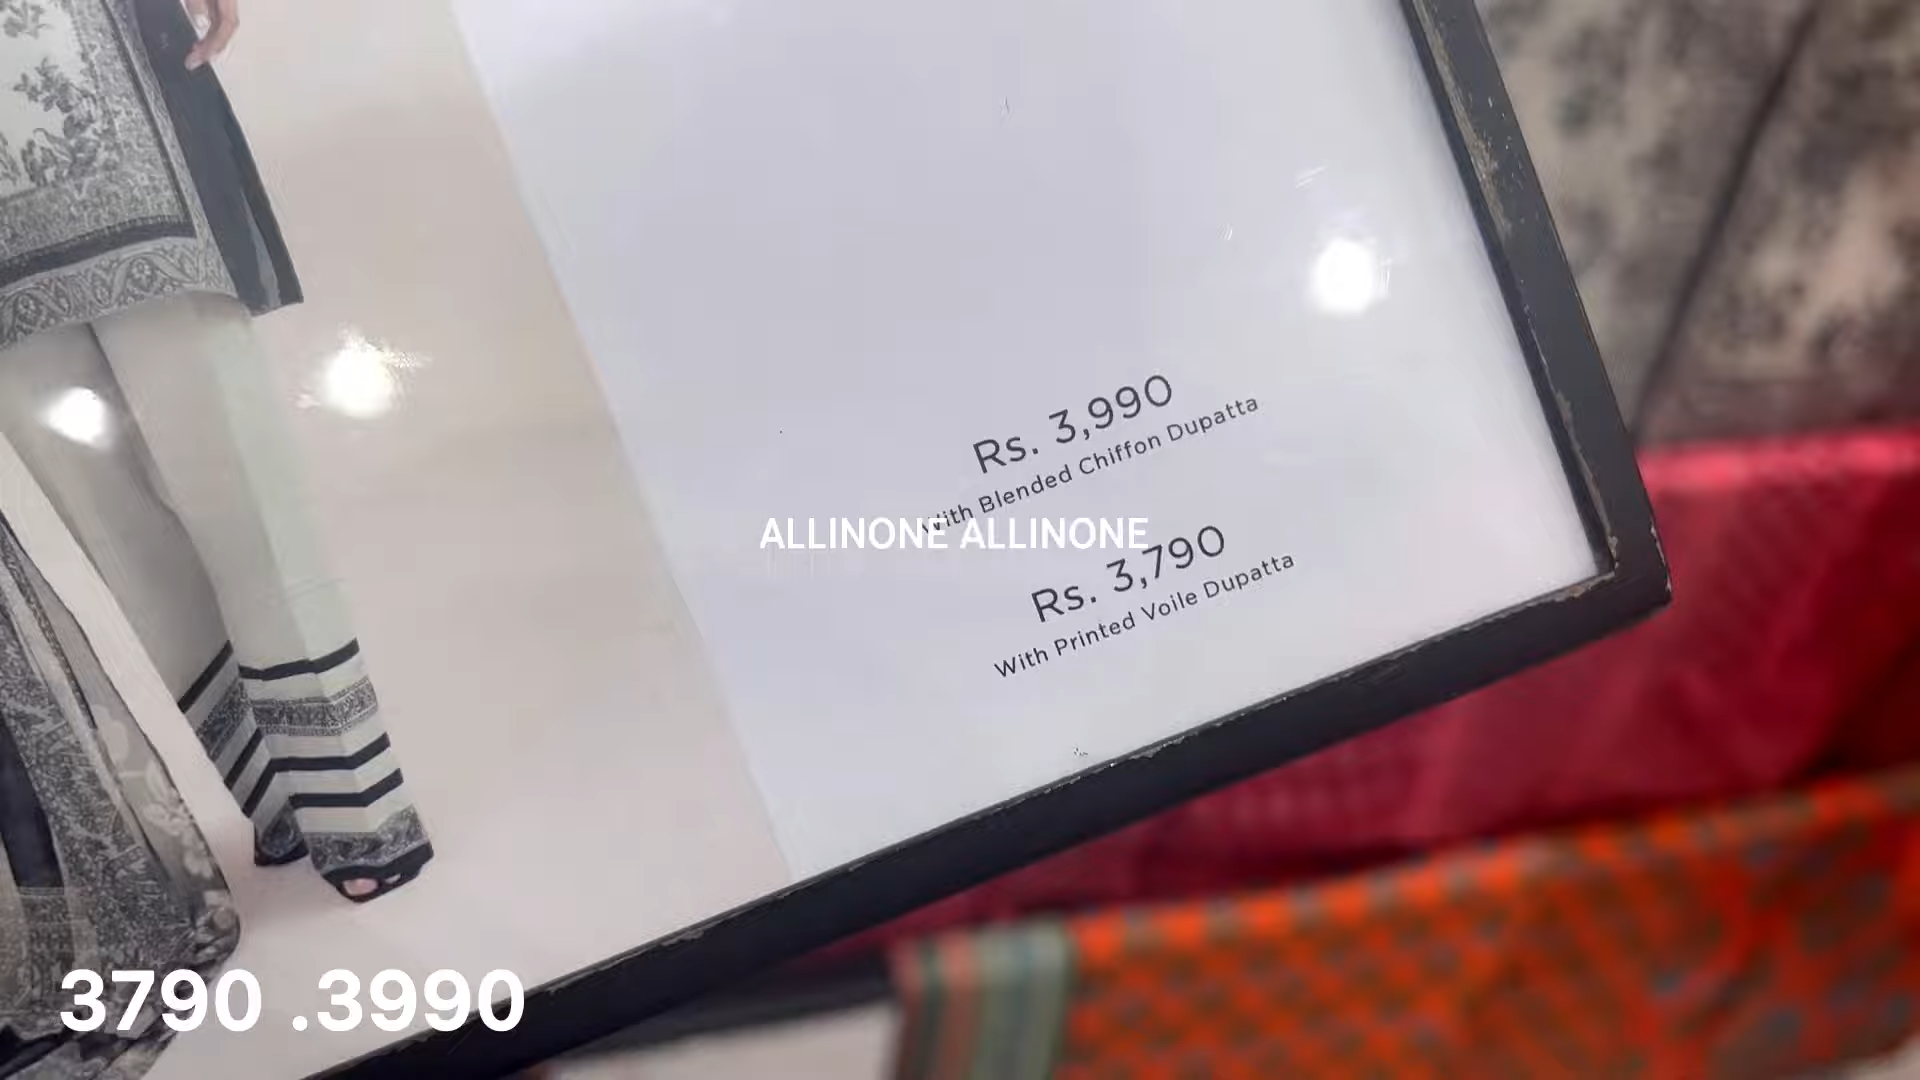 Rs. 3,990
With Blended Chiffon Dupatta
ALLINONE ALLINONE
Rs. 3,790
With Printed Voile Dupatta
3790 .3990